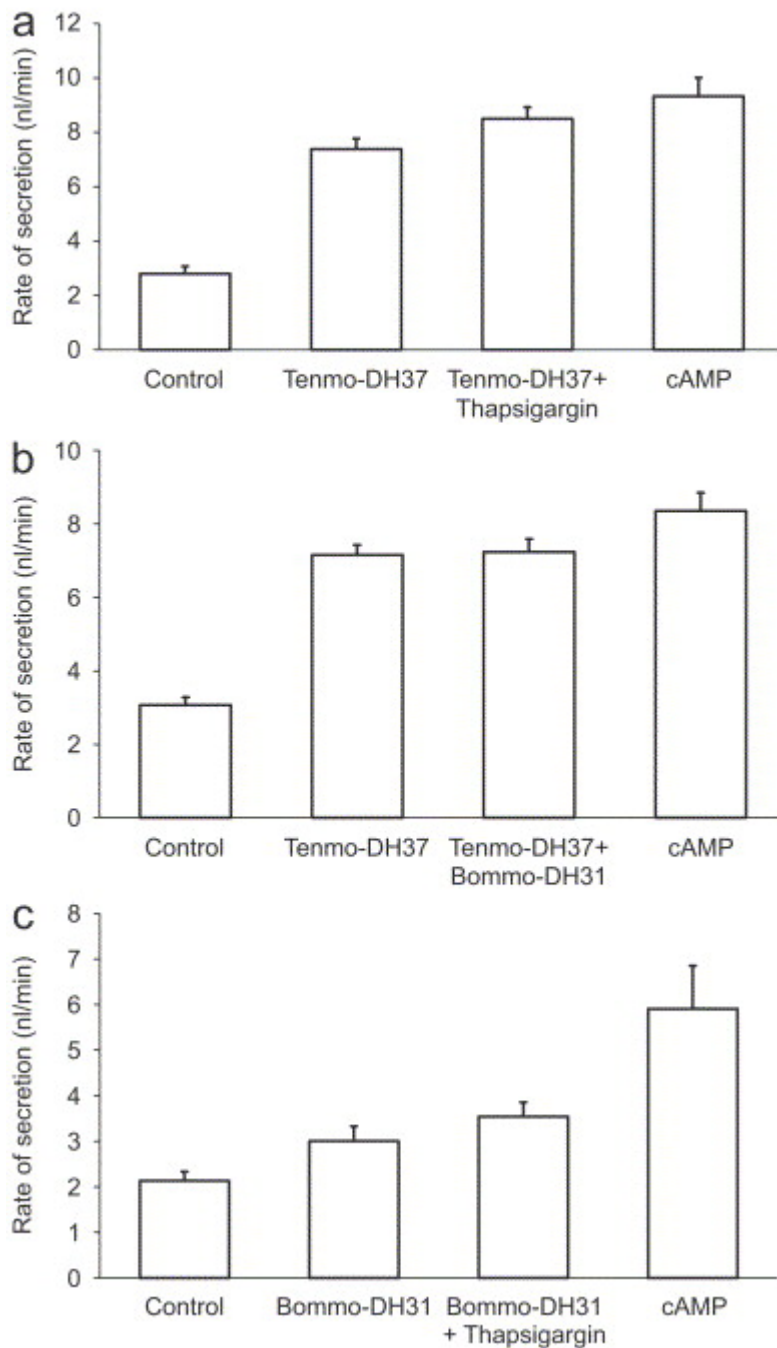 a
12
10
8
6
4
2
0
Rate of secretion (nl/min)
Control Tenmo-DH37 Tenmo-DH37+ cAMP
Thapsigargin
b
10
8
6
4
2
0
Rate of secretion (nl/min)
Control Tenmo-DH37 Tenmo-DH37+ cAMP
Bommo-DH31
c
8
7
6
5
4
3
2
1
0
Rate of secretion (nl/min)
Control Bommo-DH31 Bommo-DH31 cAMP
+ Thapsigargin